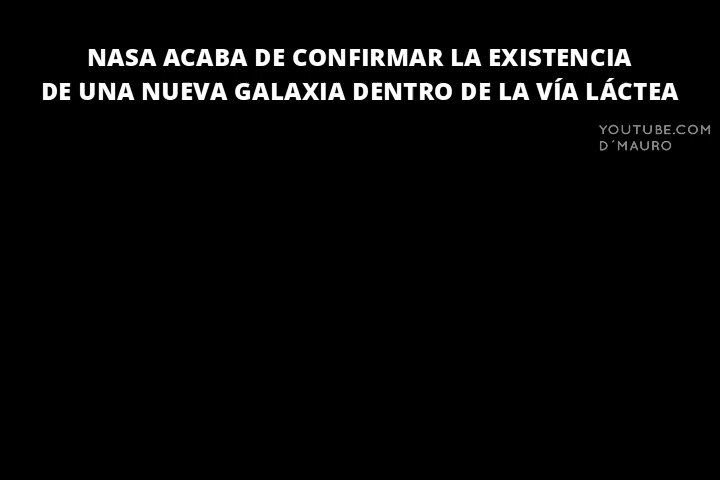 NASA ACABA DE CONFIRMAR LA EXISTENCIA
DE UNA NUEVA GALAXIA DENTRO DE LA VÍA LÁCTEA
YOUTUBE.COM
D´MAURO